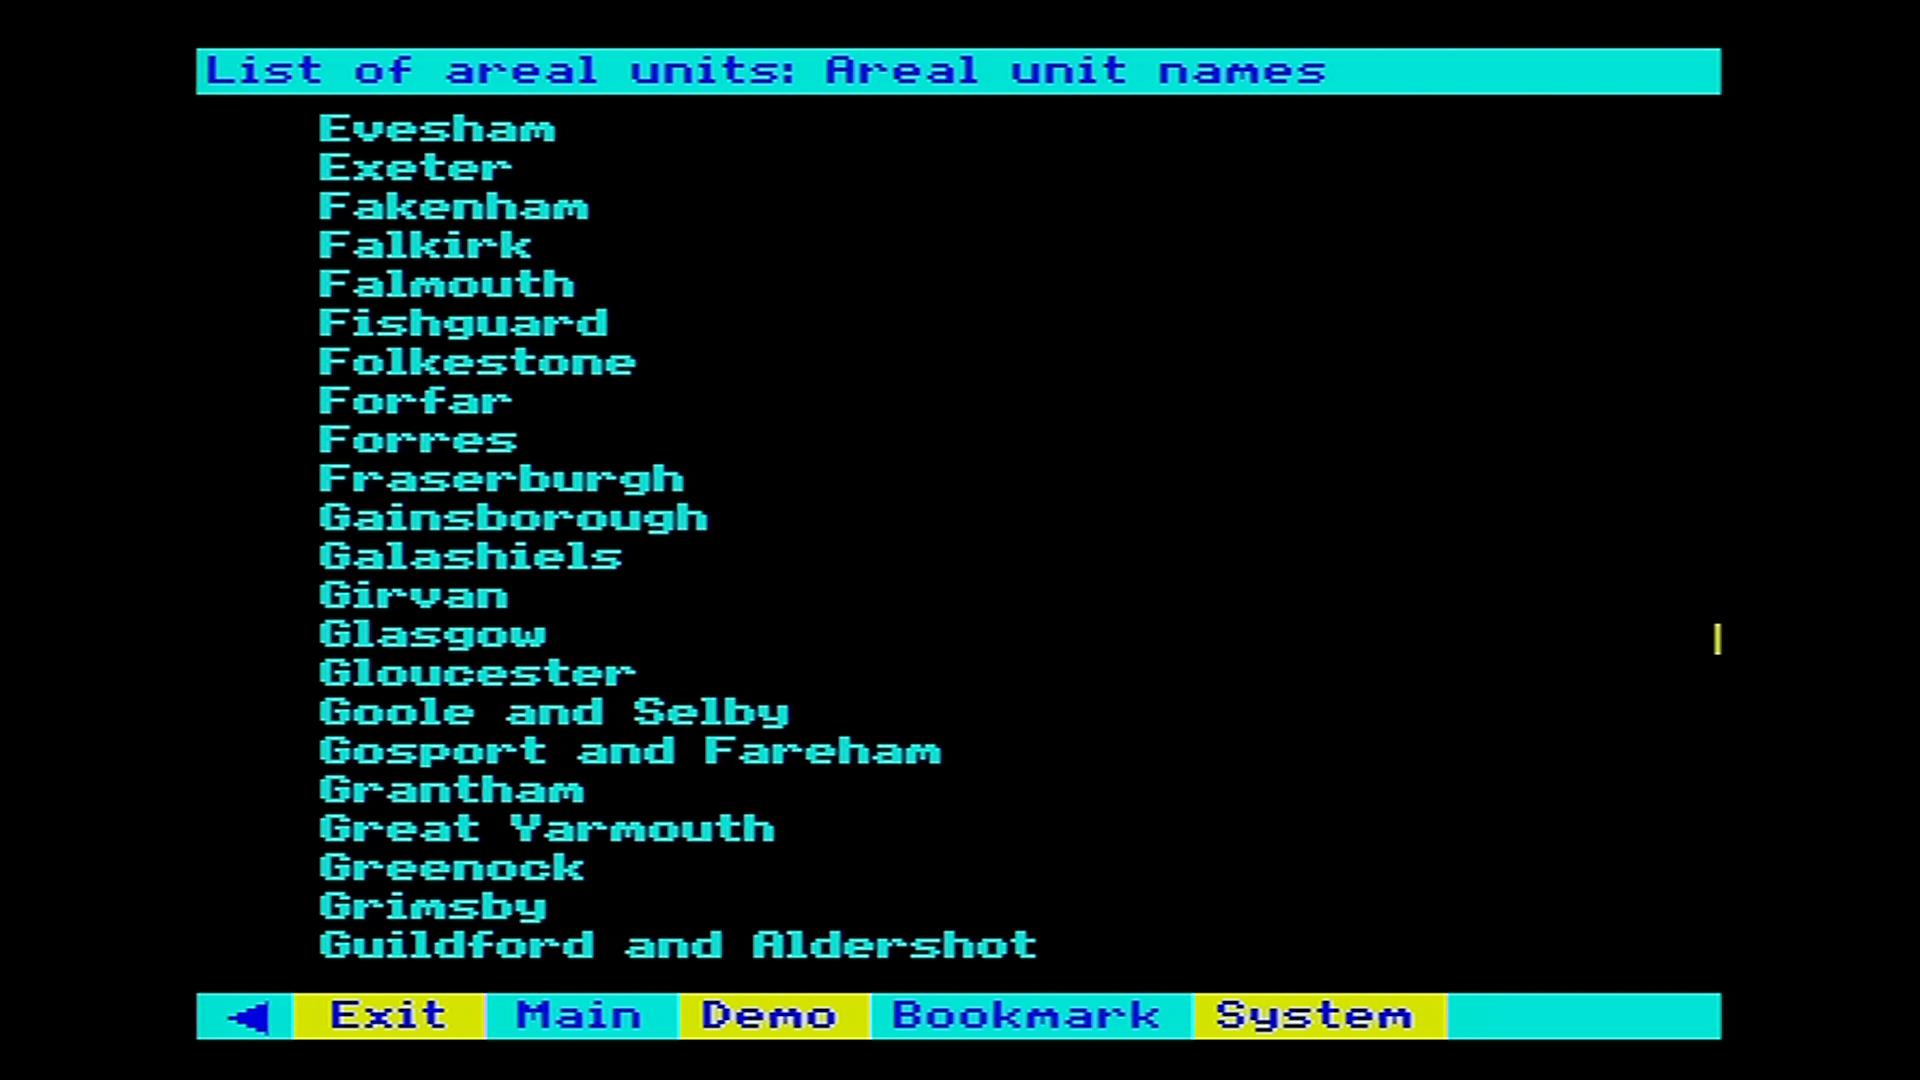 List of areal units: Areal unit names
Evesham
Exeter
Fakenham
Falkirk
Falmouth
Fishguard
Folkestone
Forfar
Forres
Fraserburgh
Gainsborough
Galashiels
Girvan
Glasgow
Gloucester
Goole and Selby
Gosport and Fareham
Grantham
Great Yarmouth
Greenock
Grimsby
Guildford and Aldershot
Exit Main Demo Bookmark System